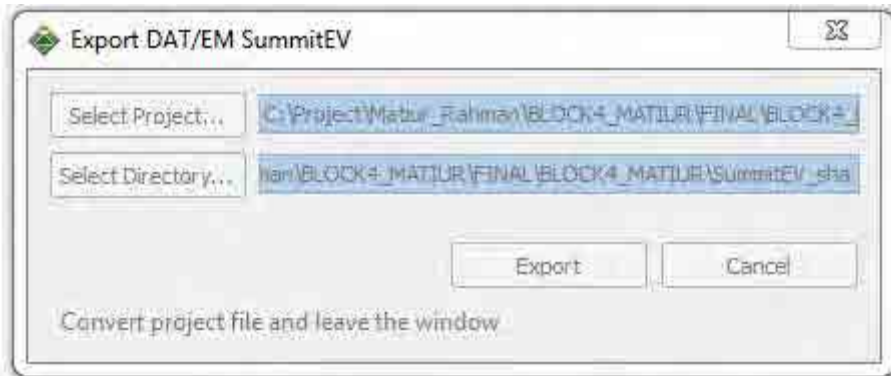 Export DAT/EM SummitEV
Select Project... C:\Project\Matiur_Rahman\BLOCK4_MATIUR\FINAL\BLOCK4_
Select Directory... nan\BLOCK4_MATIUR\FINAL\BLOCK4_MATIUR\SummitEV_sha
Export Cancel
Convert project file and leave the window